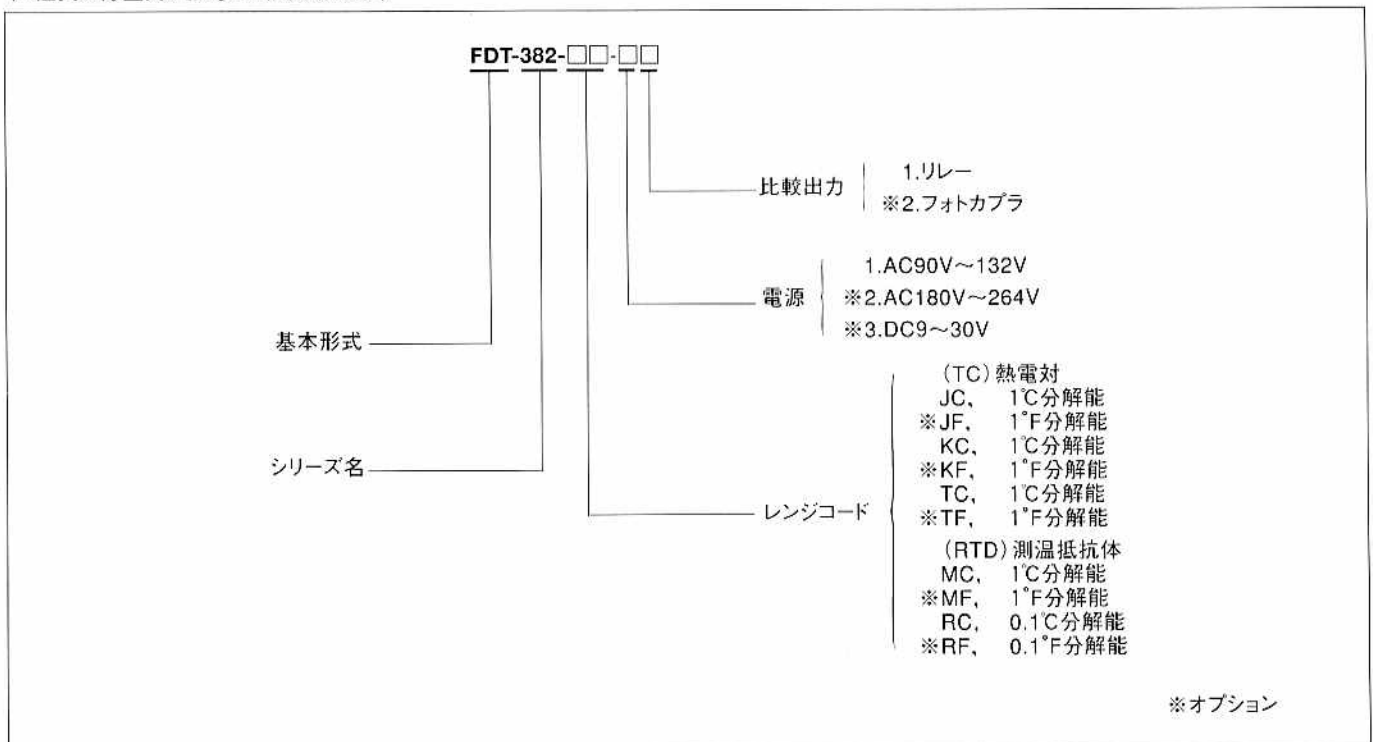 FDT-382-□□-□□
比較出力
1.リレー
※2.フォトカプラ
電源
1.AC90V～132V
※2.AC180V～264V
※3.DC9～30V
基本形式
シリーズ名
レンジコード
(TC)熱電対
JC, 1℃分解能
※JF, 1°F分解能
KC, 1℃分解能
※KF, 1°F分解能
TC, 1℃分解能
※TF, 1°F分解能
(RTD)測温抵抗体
MC, 1℃分解能
※MF, 1°F分解能
RC, 0.1℃分解能
※RF, 0.1°F分解能
※オプション